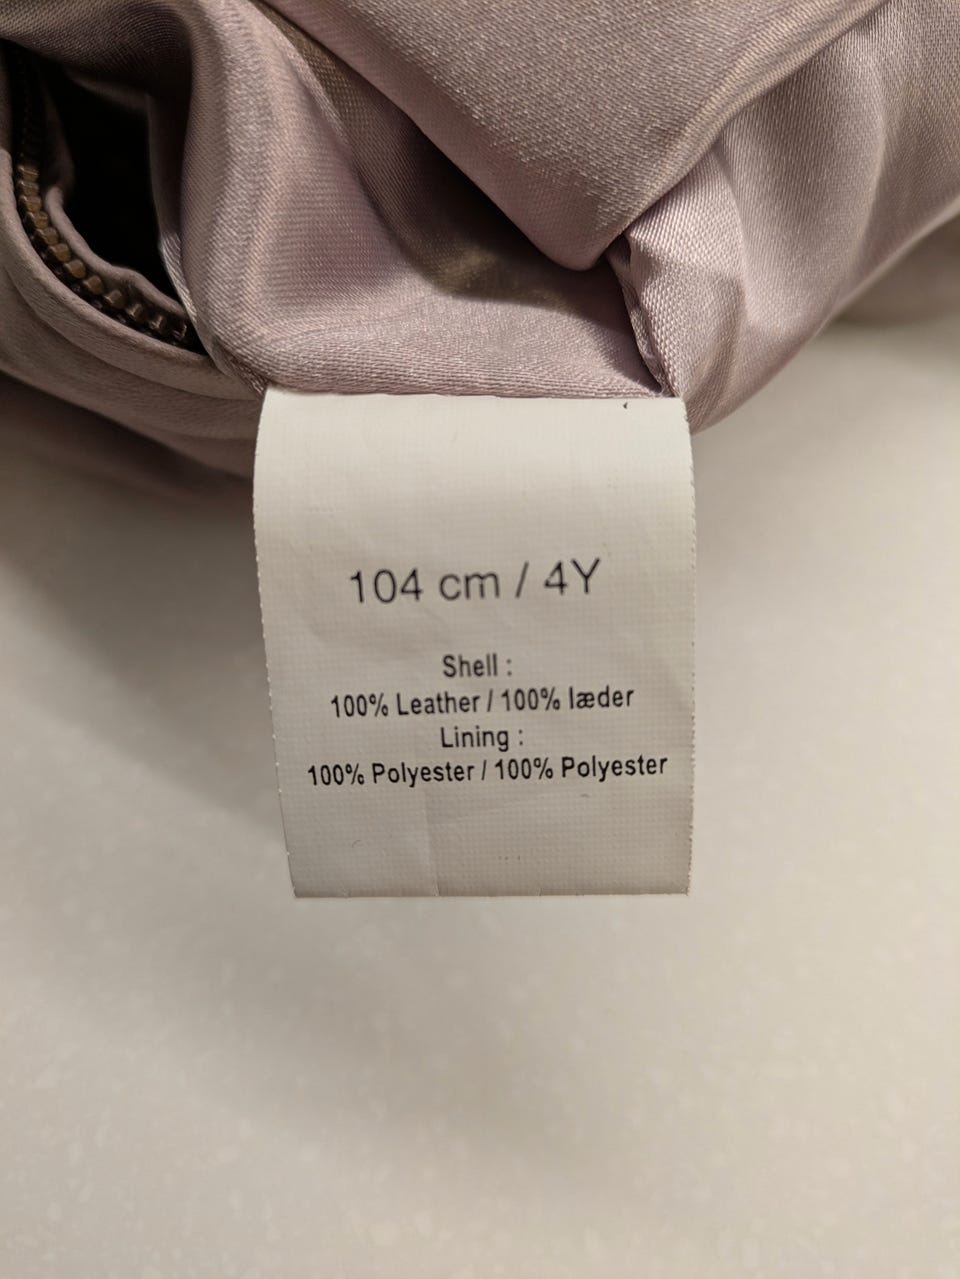 104 cm / 4Y
Shell :
100% Leather / 100% læder
Lining :
100% Polyester / 100% Polyester